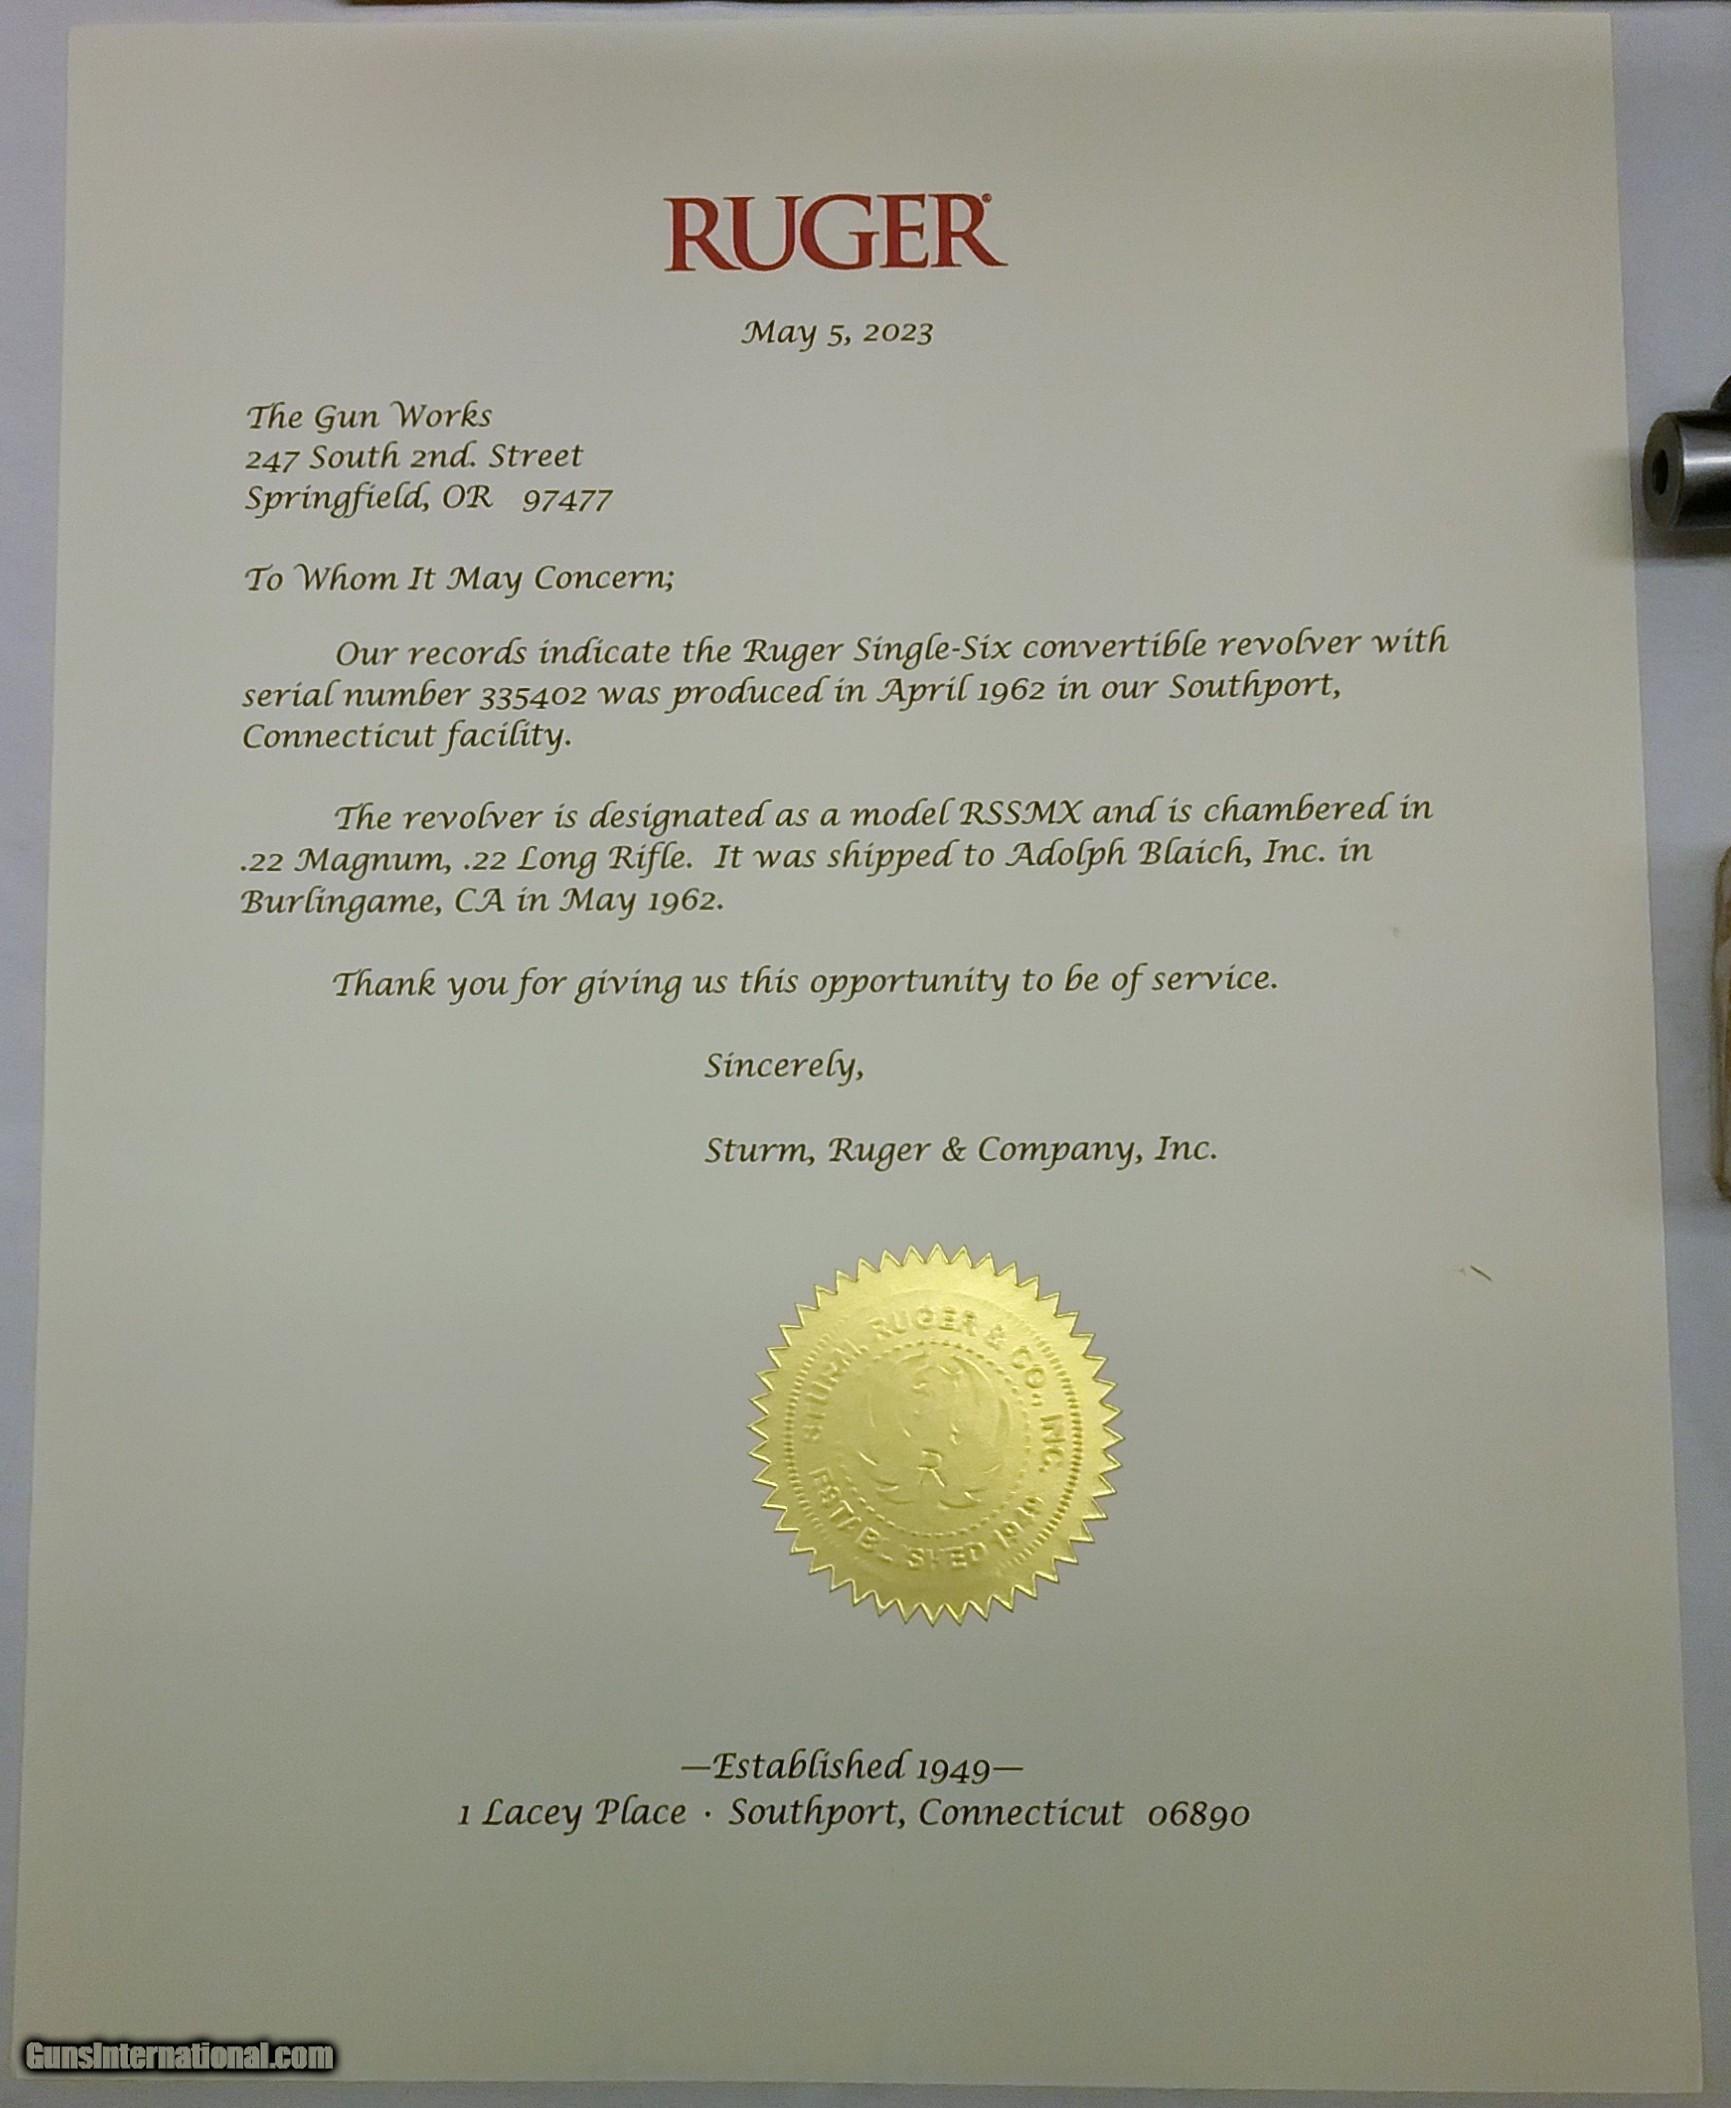 RUGER®
May 5, 2023
The Gun Works
247 South 2nd. Street
Springfield, OR 97477
To Whom It May Concern;
Our records indicate the Ruger Single-Six convertible revolver with
serial number 335402 was produced in April 1962 in our Southport,
Connecticut facility.
The revolver is designated as a model RSSMX and is chambered in
.22 Magnum, .22 Long Rifle. It was shipped to Adolph Blaich, Inc. in
Burlingame, CA in May 1962.
Thank you for giving us this opportunity to be of service.
Sincerely,
Sturm, Ruger & Company, Inc.
STURM, RUGER & CO., INC.
R
ESTABLISHED 1949
—Established 1949—
1 Lacey Place · Southport, Connecticut 06890
GunsInternational.com